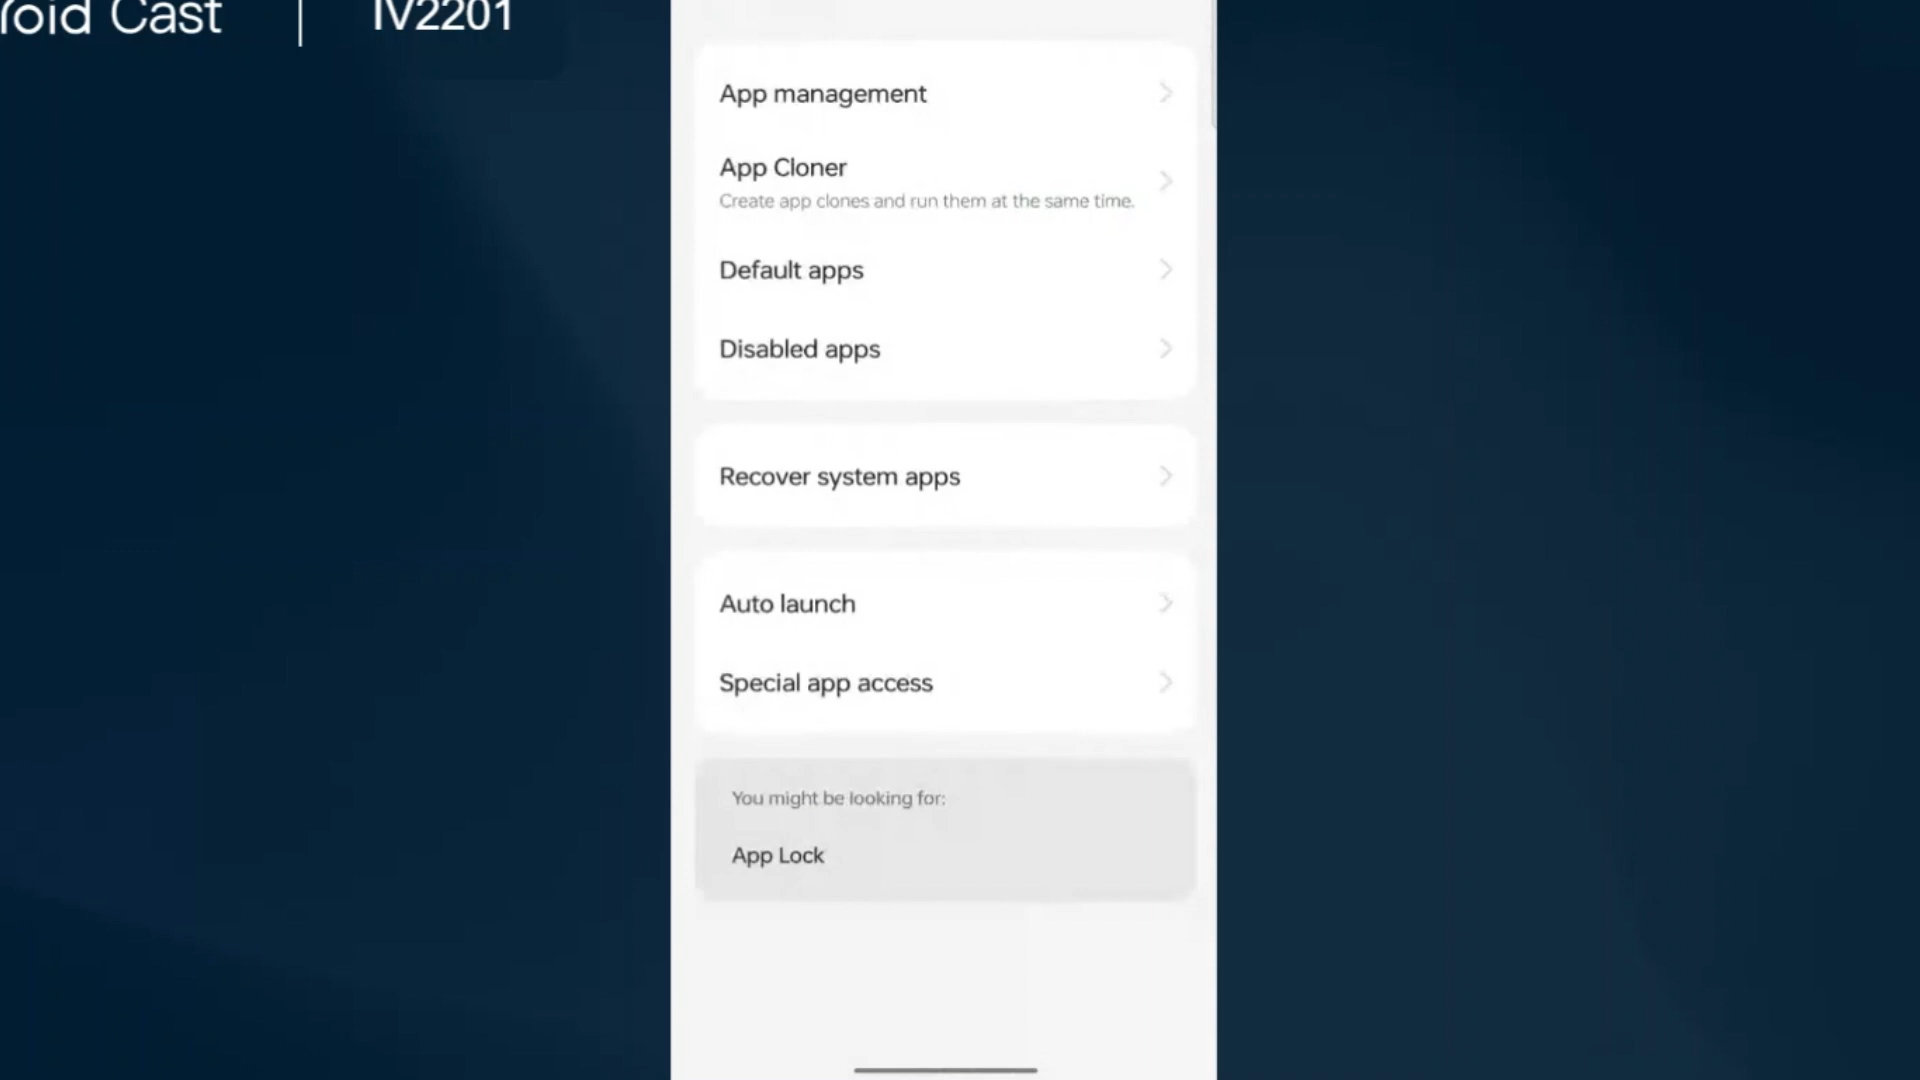 roid Cast | IV2201
App management
App Cloner
Create app clones and run them at the same time.
Default apps
Disabled apps
Recover system apps
Auto launch
Special app access
You might be looking for:
App Lock